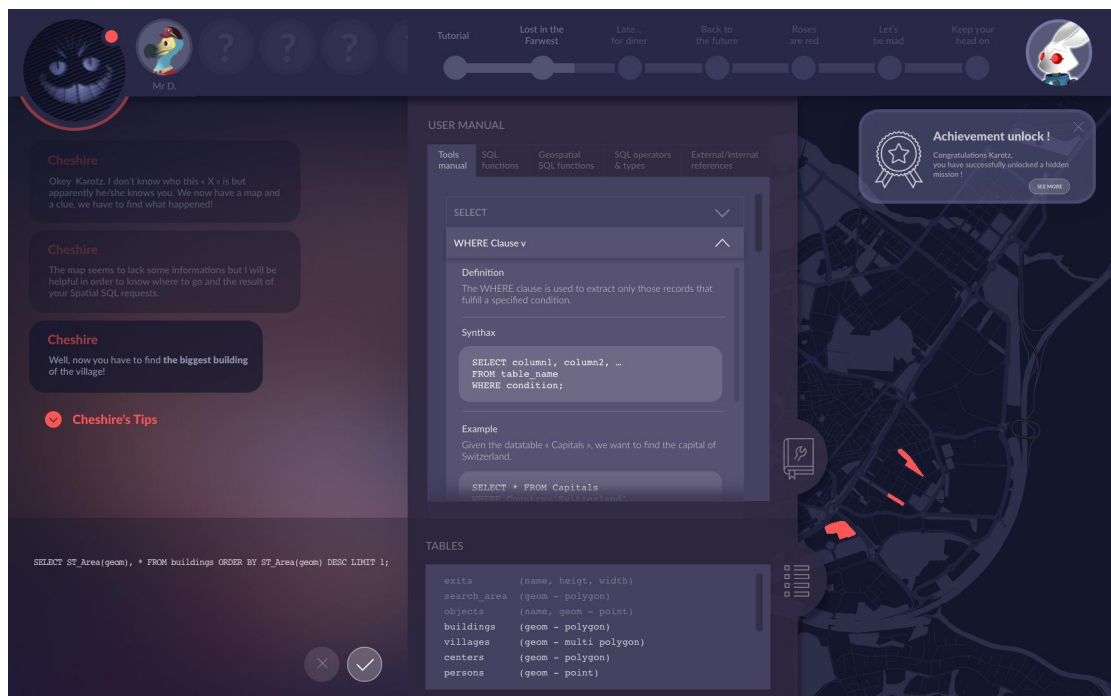 Tutorial
Lost in the
Farwest
Late...
for diner
Back to
the future
Roses
are red
Let's
be mad
Keep your
head on
?
?
?
Mr D.
Cheshire
Okey Karotz. I don't know who this « X » is but
apparently he/she knows you. We now have a map and
a clue, we have to find what happened!
Cheshire
The map seems to lack some informations but I will be
helpful in order to know where to go and the result of
your Spatial SQL requests.
Cheshire
Well, now you have to find the biggest building
of the village!
Cheshire's Tips
SELECT ST_Area(geom), * FROM buildings ORDER BY ST_Area(geom) DESC LIMIT 1;
USER MANUAL
Tools
manual
SQL
functions
Geospatial
SQL functions
SQL operators
& types
External/Internal
references
SELECT
WHERE Clause v
Definition
The WHERE clause is used to extract only those records that
fulfill a specified condition.
Synthax
SELECT column1, column2, …
FROM table_name
WHERE condition;
Example
Given the datatable « Capitals », we want to find the capital of
Switzerland.
SELECT * FROM Capitals
WHERE Country='Switzerland'
TABLES
exits (name, heigt, width)
search_area (geom - polygon)
objects (name, geom - point)
buildings (geom - polygon)
villages (geom - multi polygon)
centers (geom - polygon)
persons (geom - point)
Achievement unlock !
Congratulations Karotz,
you have successfully unlocked a hidden
mission !
SEE MORE